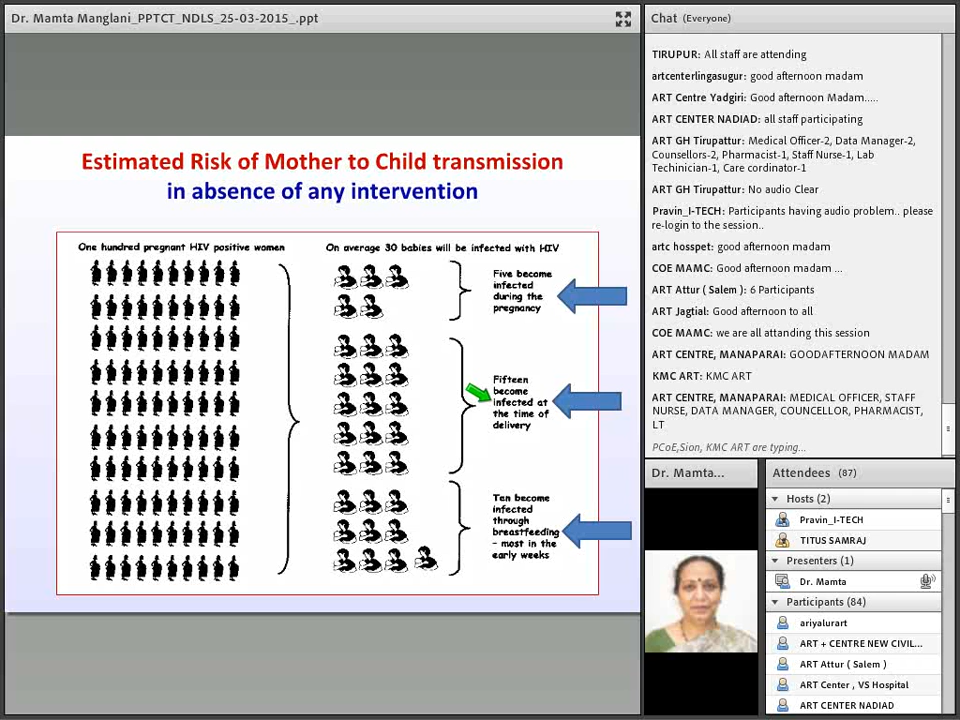 Dr. Mamta Manglani_PPTCT_NDLS_25-03-2015_.ppt
Estimated Risk of Mother to Child transmission
in absence of any intervention
One hundred pregnant HIV positive women
On average 30 babies will be infected with HIV
Five become
infected
during the
pregnancy
Fifteen
become
infected at
the time of
delivery
Ten become
infected
through
breastfeeding
– most in the
early weeks
Chat (Everyone)
TIRUPUR: All staff are attending
artcenterlingasugur: good afternoon madam
ART Centre Yadgiri: Good afternoon Madam.....
ART CENTER NADIAD: all staff participating
ART GH Tirupattur: Medical Officer-2, Data Manager-2,
Counsellors-2, Pharmacist-1, Staff Nurse-1, Lab
Techinician-1, Care cordinator-1
ART GH Tirupattur: No audio Clear
Pravin_I-TECH: Participants having audio problem.. please
re-login to the session..
artc hosspet: good afternoon madam
COE MAMC: Good afternoon madam ...
ART Attur ( Salem ): 6 Participants
ART Jagtial: Good afternoon to all
COE MAMC: we are all attanding this session
ART CENTRE, MANAPARAI: GOODAFTERNOON MADAM
KMC ART: KMC ART
ART CENTRE, MANAPARAI: MEDICAL OFFICER, STAFF
NURSE, DATA MANAGER, COUNCELLOR, PHARMACIST,
LT
PCoE,Sion, KMC ART are typing...
Dr. Mamta...
Attendees (87)
Hosts (2)
Pravin_I-TECH
TITUS SAMRAJ
Presenters (1)
Dr. Mamta
Participants (84)
ariyalurart
ART + CENTRE NEW CIVIL...
ART Attur ( Salem )
ART Center , VS Hospital
ART CENTER NADIAD